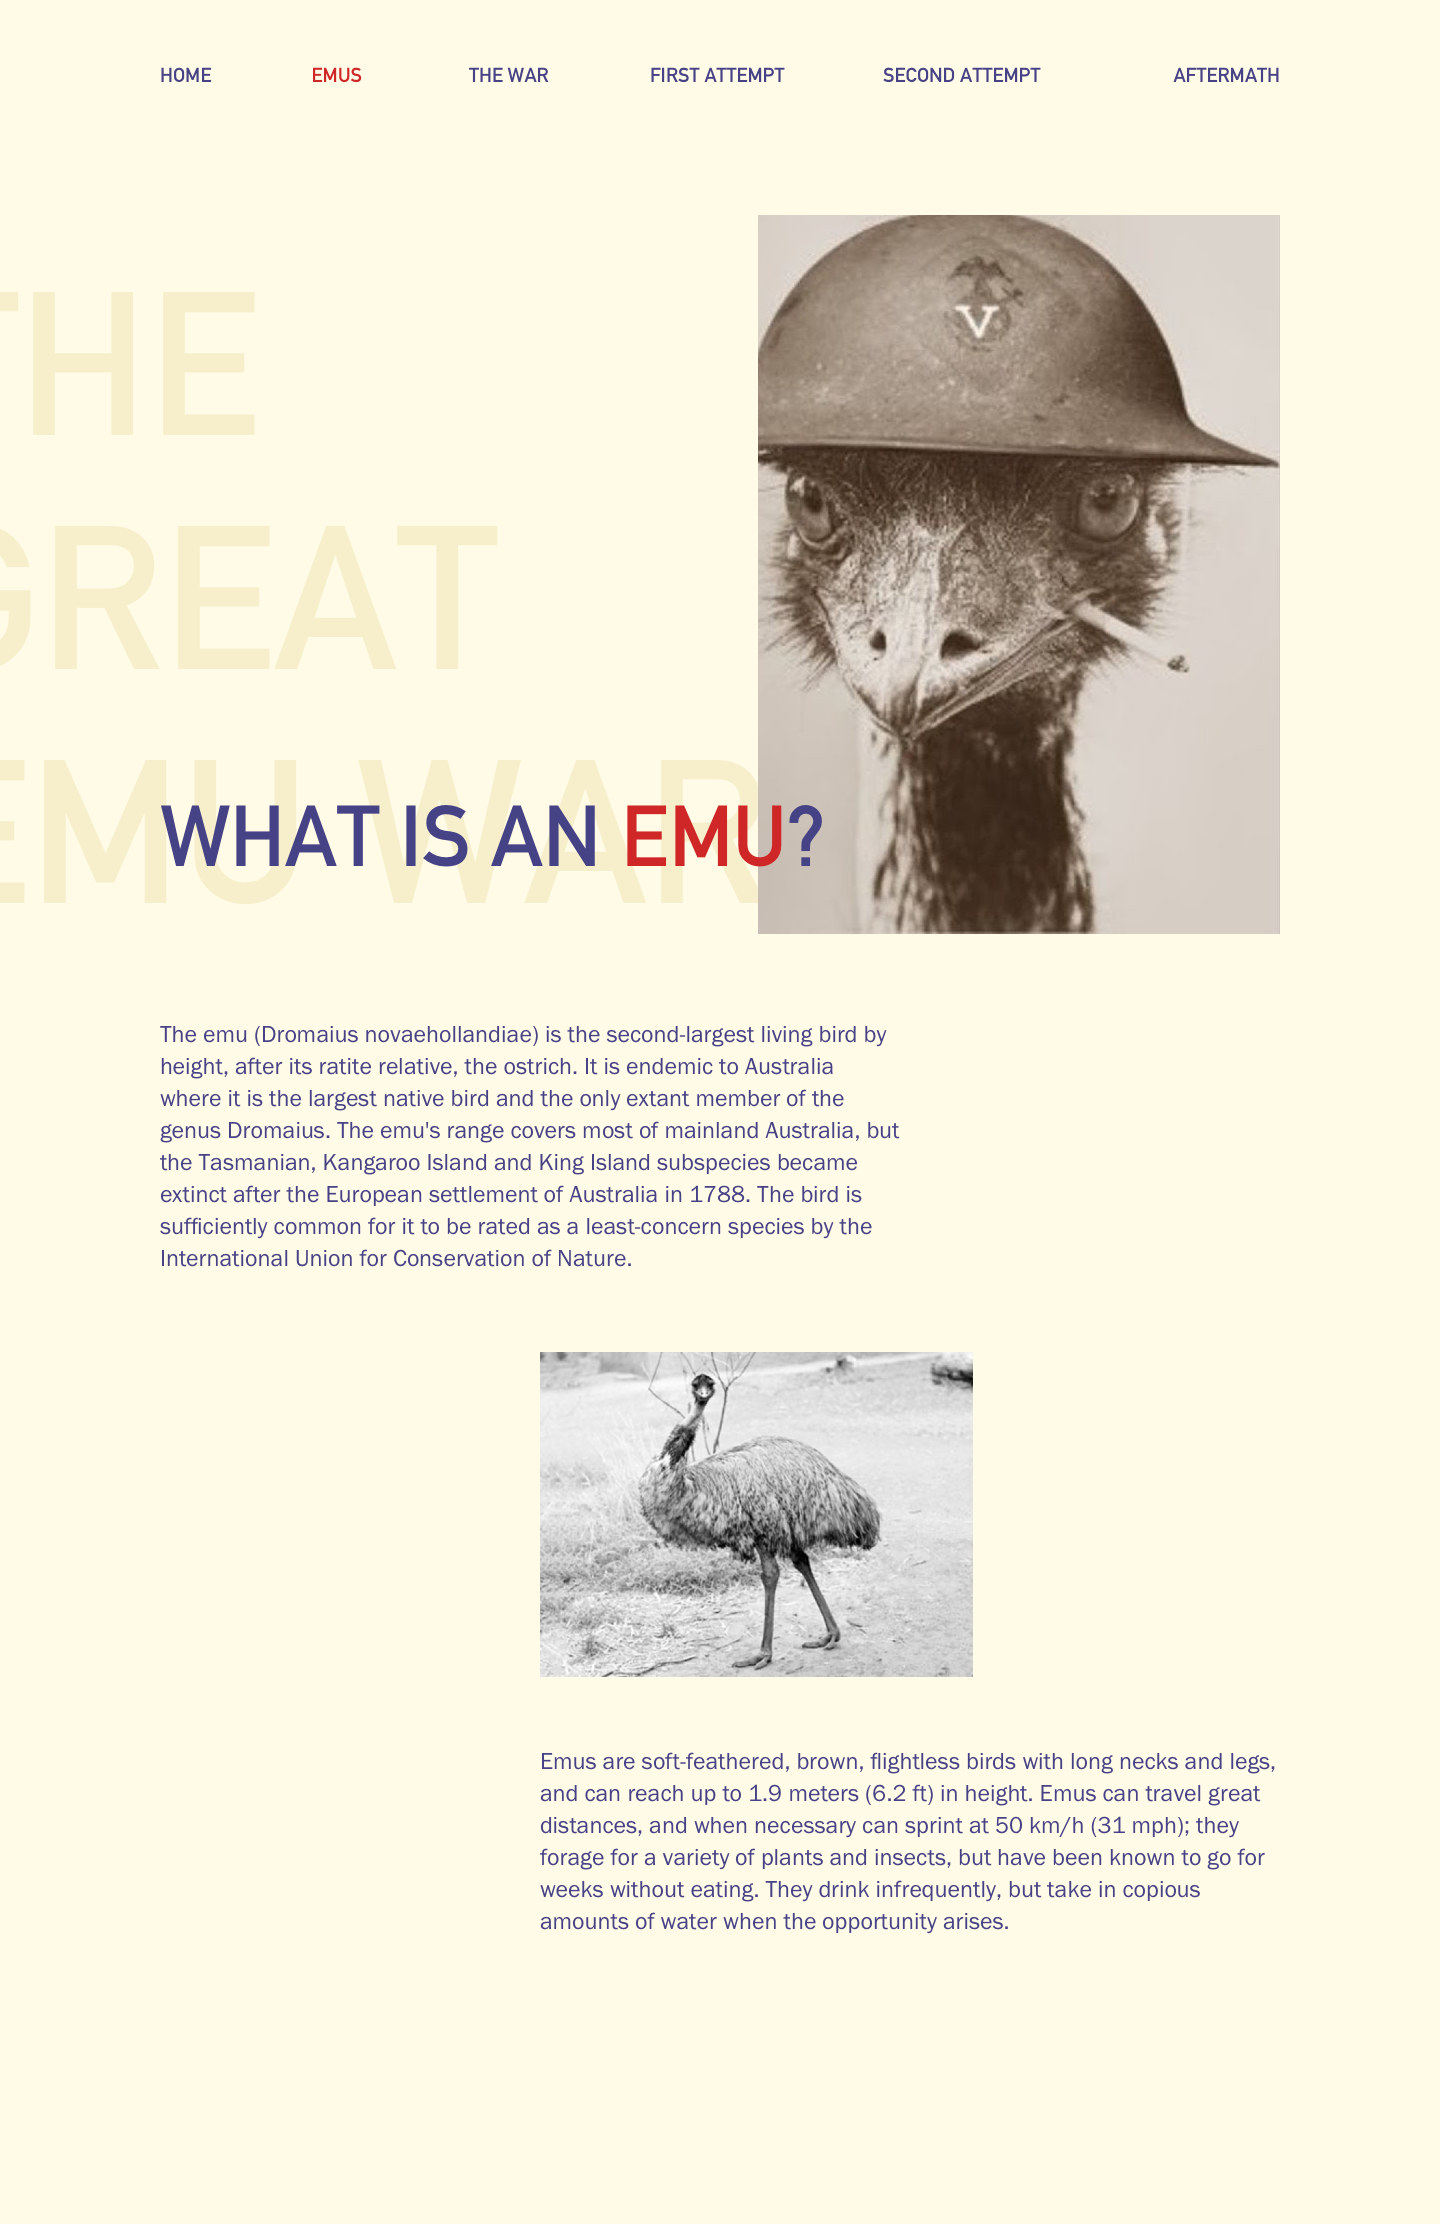 HOME EMUS THE WAR FIRST ATTEMPT SECOND ATTEMPT AFTERMATH
THE
GREAT
EMU WAR
V
WHAT IS AN EMU?
The emu (Dromaius novaehollandiae) is the second-largest living bird by
height, after its ratite relative, the ostrich. It is endemic to Australia
where it is the largest native bird and the only extant member of the
genus Dromaius. The emu's range covers most of mainland Australia, but
the Tasmanian, Kangaroo Island and King Island subspecies became
extinct after the European settlement of Australia in 1788. The bird is
sufficiently common for it to be rated as a least-concern species by the
International Union for Conservation of Nature.
Emus are soft-feathered, brown, flightless birds with long necks and legs,
and can reach up to 1.9 meters (6.2 ft) in height. Emus can travel great
distances, and when necessary can sprint at 50 km/h (31 mph); they
forage for a variety of plants and insects, but have been known to go for
weeks without eating. They drink infrequently, but take in copious
amounts of water when the opportunity arises.